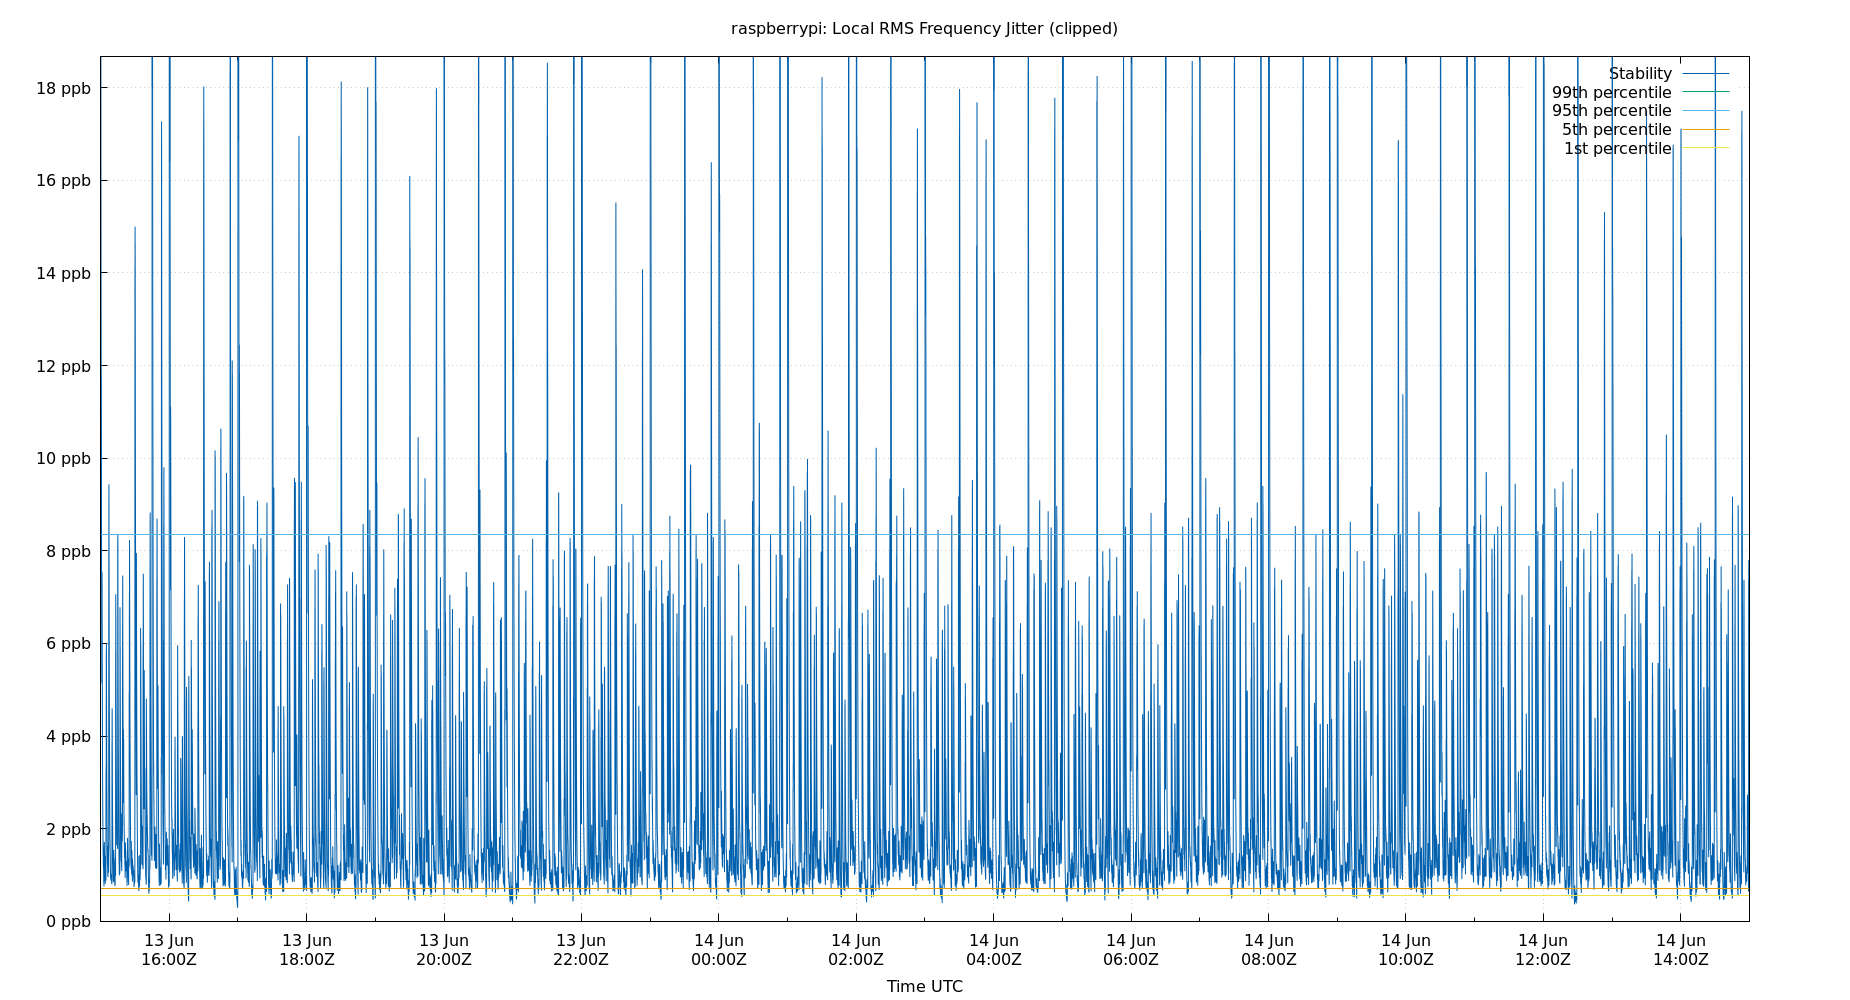 raspberrypi: Local RMS Frequency Jitter (clipped)
Stability
99th percentile
95th percentile
5th percentile
1st percentile
18 ppb
16 ppb
14 ppb
12 ppb
10 ppb
8 ppb
6 ppb
4 ppb
2 ppb
0 ppb
13 Jun 13 Jun 13 Jun 13 Jun 14 Jun 14 Jun 14 Jun 14 Jun 14 Jun 14 Jun 14 Jun 14 Jun
16:00Z 18:00Z 20:00Z 22:00Z 00:00Z 02:00Z 04:00Z 06:00Z 08:00Z 10:00Z 12:00Z 14:00Z
Time UTC